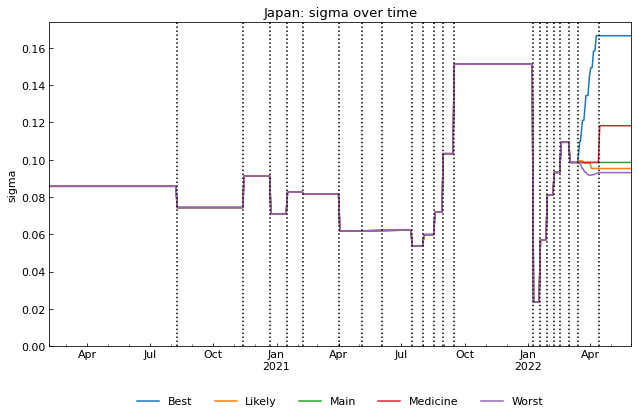 Japan: sigma over time
sigma
0.16
0.14
0.12
0.10
0.08
0.06
0.04
0.02
0.00
Apr Jul Oct Jan Apr Jul Oct Jan Apr
2021 2022
Best Likely Main Medicine Worst